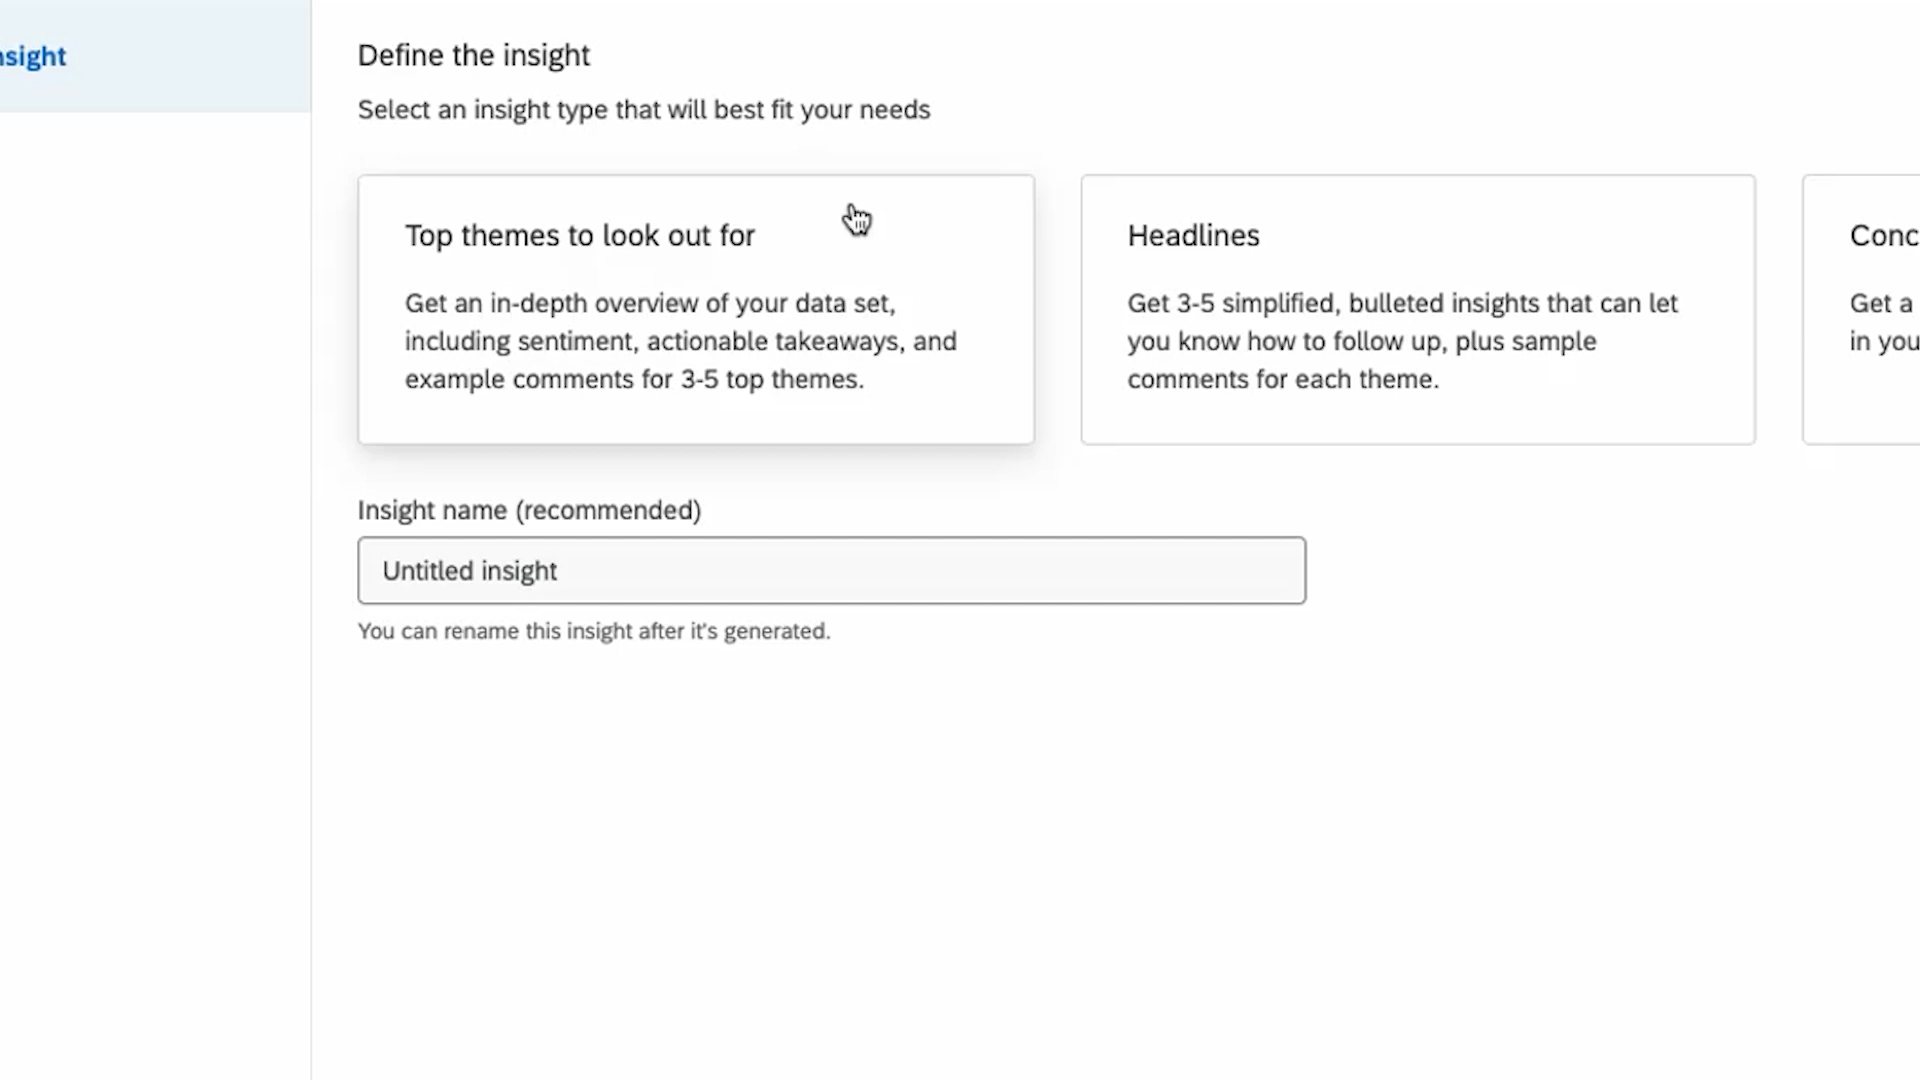 nsight
Define the insight
Select an insight type that will best fit your needs
Top themes to look out for
Get an in-depth overview of your data set,
including sentiment, actionable takeaways, and
example comments for 3-5 top themes.
Headlines
Get 3-5 simplified, bulleted insights that can let
you know how to follow up, plus sample
comments for each theme.
Conc
Get a
in you
Insight name (recommended)
Untitled insight
You can rename this insight after it's generated.